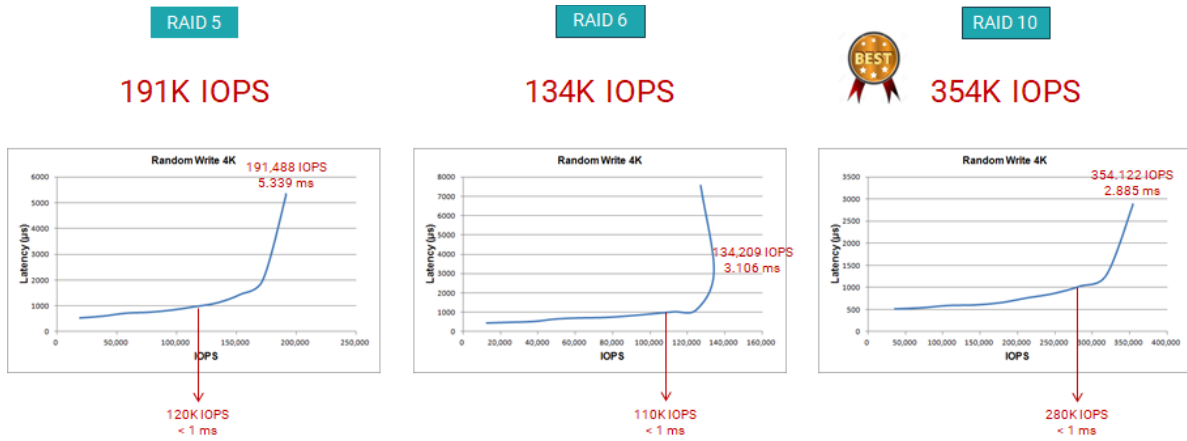 RAID 5
191K IOPS
Random Write 4K
191,488 IOPS
5.339 ms
6000
5000
4000
3000
2000
1000
0
Latency (µs)
0 50,000 100,000 150,000 200,000 250,000
IOPS
120K IOPS
< 1 ms
RAID 6
134K IOPS
Random Write 4K
8000
7000
6000
5000
4000
3000
2000
1000
0
Latency (µs)
134,209 IOPS
3.106 ms
0 20,000 40,000 60,000 80,000 100,000 120,000 140,000 160,000
IOPS
110K IOPS
< 1 ms
RAID 10
BEST
354K IOPS
Random Write 4K
354,122 IOPS
2.885 ms
3500
3000
2500
2000
1500
1000
500
0
Latency (µs)
0 50,000 100,000 150,000 200,000 250,000 300,000 350,000 400,000
IOPS
280K IOPS
< 1 ms